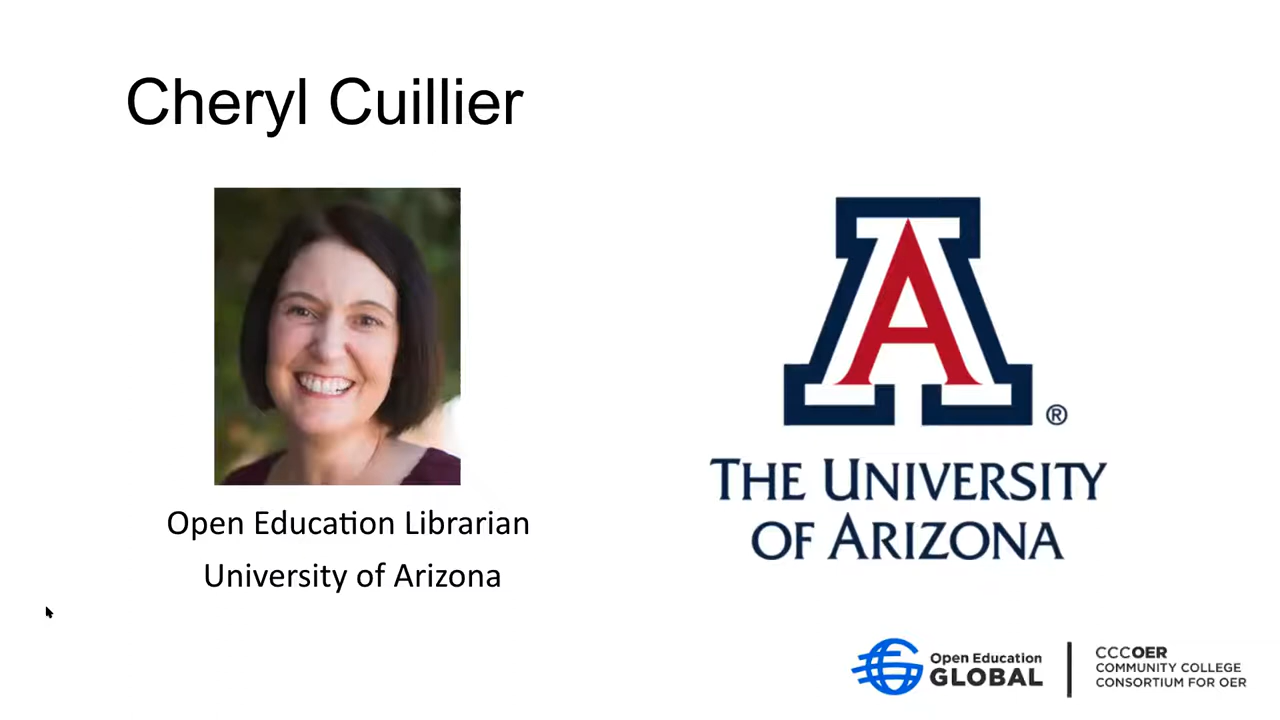 Cheryl Cuillier
A
®
THE UNIVERSITY
OF ARIZONA
Open Education Librarian
University of Arizona
Open Education
GLOBAL
CCCOER
COMMUNITY COLLEGE
CONSORTIUM FOR OER